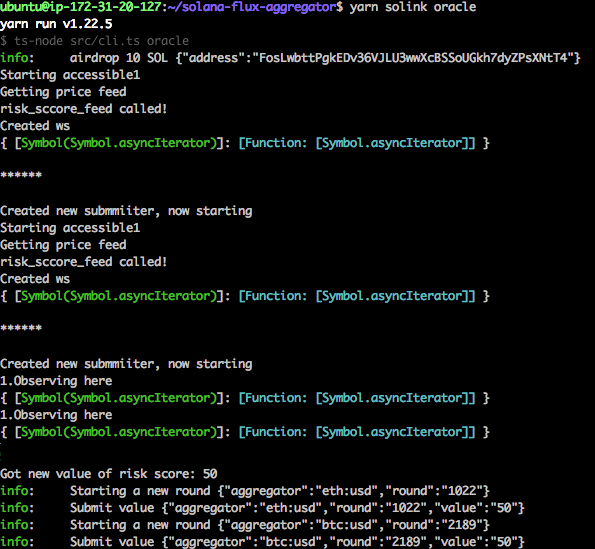 ubuntu@ip-172-31-20-127:~/solana-flux-aggregator$ yarn solink oracle
yarn run v1.22.5
$ ts-node src/cli.ts oracle
info:     airdrop 10 SOL {"address":"FosLwbttPgkEDv36VJLU3wwXcBSSoUGkh7dyZPsXNtT4"}
Starting accessible1
Getting price feed
risk_sccore_feed called!
Created ws
{ [Symbol(Symbol.asyncIterator)]: [Function: [Symbol.asyncIterator]] }
******
Created new submmiiter, now starting
Starting accessible1
Getting price feed
risk_sccore_feed called!
Created ws
{ [Symbol(Symbol.asyncIterator)]: [Function: [Symbol.asyncIterator]] }
******
Created new submmiiter, now starting
1.Observing here
{ [Symbol(Symbol.asyncIterator)]: [Function: [Symbol.asyncIterator]] }
1.Observing here
{ [Symbol(Symbol.asyncIterator)]: [Function: [Symbol.asyncIterator]] }
Got new value of risk score: 50
info:     Starting a new round {"aggregator":"eth:usd","round":"1022"}
info:     Submit value {"aggregator":"eth:usd","round":"1022","value":"50"}
info:     Starting a new round {"aggregator":"btc:usd","round":"2189"}
info:     Submit value {"aggregator":"btc:usd","round":"2189","value":"50"}